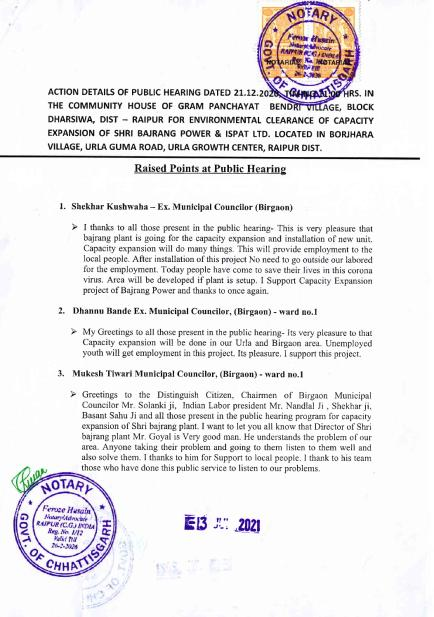 NOTARY
Feroze Husain
Notary/Advocate
RAIPUR (C.G.) INDIA
GOVT. OF CHHATTISGARH
ACTION DETAILS OF PUBLIC HEARING DATED 21.12.2020, HRS. IN
THE COMMUNITY HOUSE OF GRAM PANCHAYAT BENDRI VILLAGE, BLOCK
DHARSIWA, DIST – RAIPUR FOR ENVIRONMENTAL CLEARANCE OF CAPACITY
EXPANSION OF SHRI BAJRANG POWER & ISPAT LTD. LOCATED IN BORJHARA
VILLAGE, URLA GUMA ROAD, URLA GROWTH CENTER, RAIPUR DIST.
Raised Points at Public Hearing
1. Shekhar Kushwaha – Ex. Municipal Councilor (Birgaon)
➤ I thanks to all those present in the public hearing- This is very pleasure that
bajrang plant is going for the capacity expansion and installation of new unit.
Capacity expansion will do many things. This will provide employment to the
local people. After installation of this project No need to go outside our labored
for the employment. Today people have come to save their lives in this corona
virus. Area will be developed if plant is setup. I Support Capacity Expansion
project of Bajrang Power and thanks to once again.
2. Dhannu Bande Ex. Municipal Councilor, (Birgaon) - ward no.1
➤ My Greetings to all those present in the public hearing- Its very pleasure to that
Capacity expansion will be done in our Urla and Birgaon area. Unemployed
youth will get employment in this project. Its pleasure. I support this project.
3. Mukesh Tiwari Municipal Councilor, (Birgaon) - ward no.1
➤ Greetings to the Distinguish Citizen, Chairmen of Birgaon Municipal
Councilor Mr. Solanki ji, Indian Labor president Mr. Nandlal Ji , Shekhar ji,
Basant Sahu Ji and all those present in the public hearing program for capacity
expansion of Shri bajrang plant. I want to let you all know that Director of Shri
bajrang plant Mr. Goyal is Very good man. He understands the problem of our
area. Anyone taking their problem and going to them listen to them well and
also solve them. I thanks to him for Support to local people. I thank to his team
those who have done this public service to listen to our problems.
NOTARY
Feroze Husain
Notary/Advocate
RAIPUR (C.G.) INDIA
Reg. No. 1/12
Valid Till
26-2-2026
GOVT. OF CHHATTISGARH
13 2021